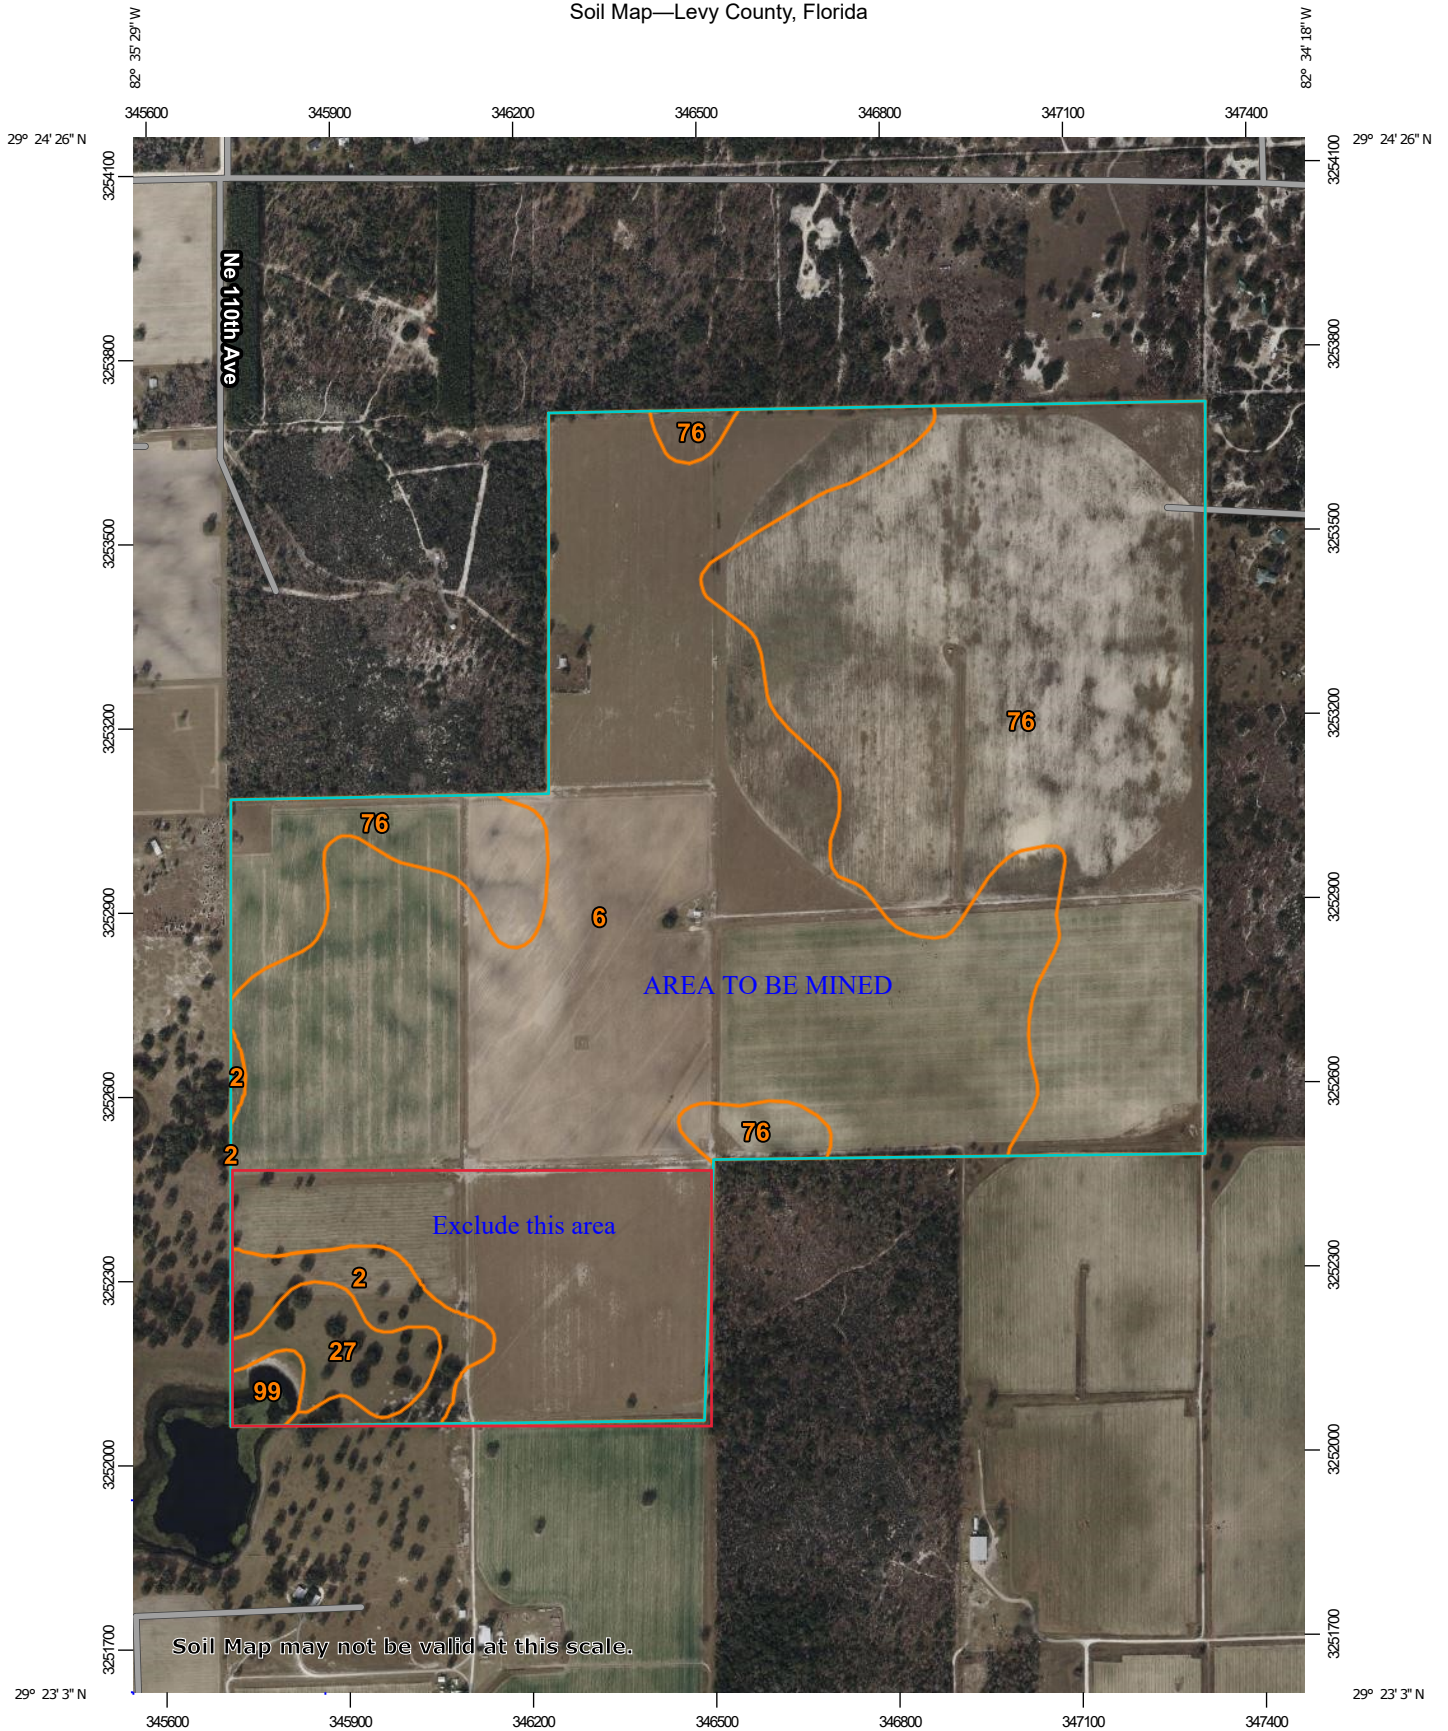 Soil Map—Levy County, Florida
82° 35' 29'' W
82° 34' 18'' W
345600 345900 346200 346500 346800 347100 347400
29° 24' 26'' N
29° 24' 26'' N
3254100
3254100
Ne 110th Ave
3253800
3253800
76
3253500
3253500
76
3253200
3253200
76
6
3252900
3252900
AREA TO BE MINED
2
3252600
3252600
76
2
Exclude this area
2
3252300
3252300
27
99
3252000
3252000
Soil Map may not be valid at this scale.
3251700
3251700
29° 23' 3'' N
29° 23' 3'' N
345600 345900 346200 346500 346800 347100 347400